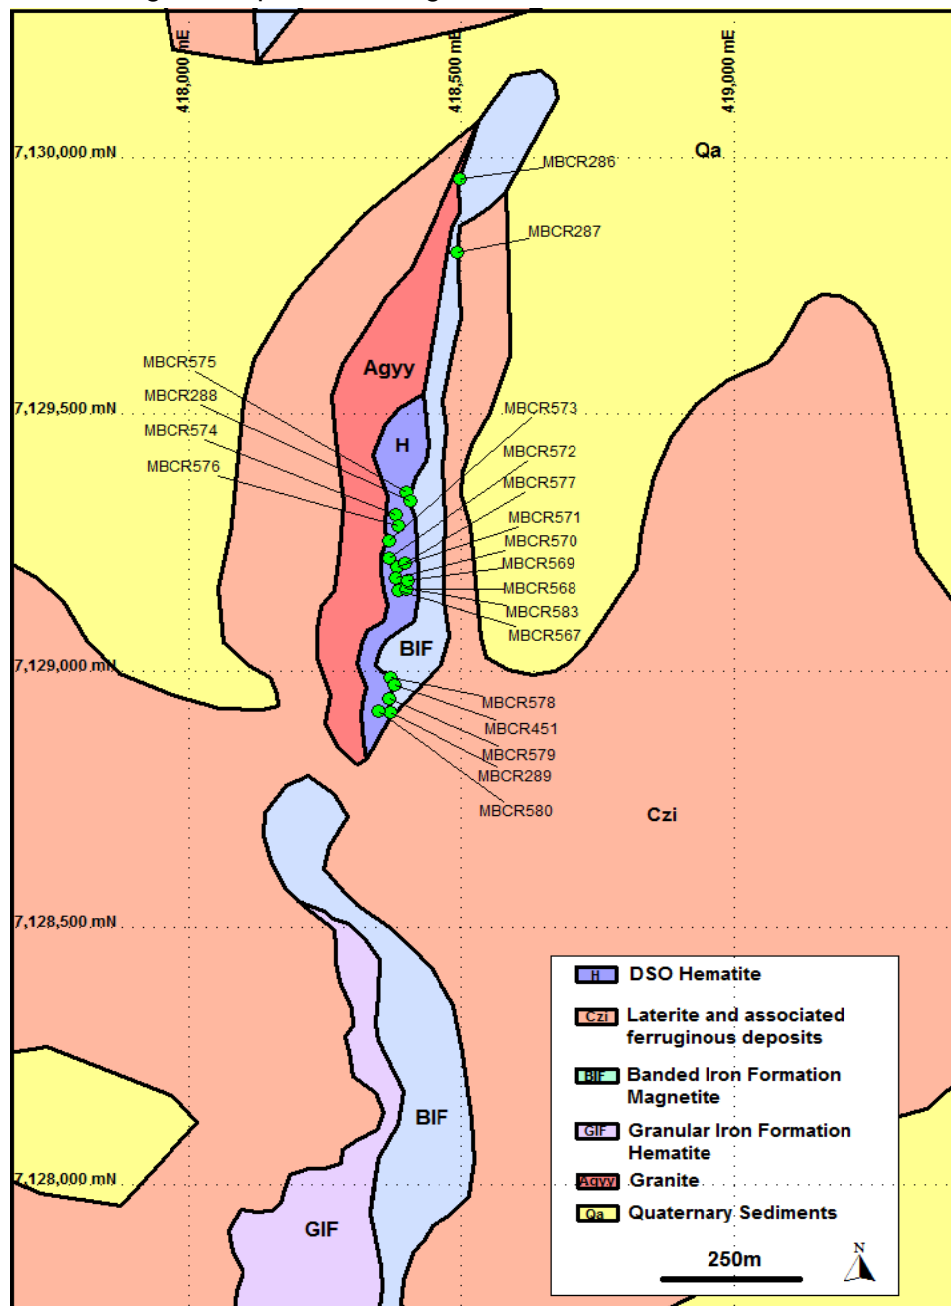 418,000 mE
418,500 mE
419,000 mE
7,130,000 mN
Qa
MBCR286
MBCR287
MBCR575
Agyy
MBCR288
MBCR573
7,129,500 mN
MBCR574
H
MBCR572
MBCR576
MBCR577
MBCR571
MBCR570
MBCR569
MBCR568
MBCR583
MBCR567
BIF
7,129,000 mN
MBCR578
MBCR451
MBCR579
MBCR289
MBCR580
Czi
7,128,500 mN
H DSO Hematite
Czi Laterite and associated
ferruginous deposits
BIF Banded Iron Formation
Magnetite
BIF
GIF Granular Iron Formation
Hematite
7,128,000 mN
Agyy Granite
Qa Quaternary Sediments
GIF
250m
N